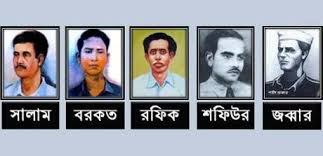 সালাম
বরকত
রফিক
শফিউর
জব্বার